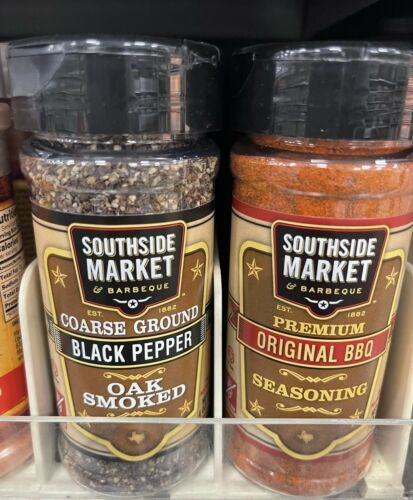 SOUTHSIDE
MARKET
& BARBEQUE
EST. 1882
COARSE GROUND
BLACK PEPPER
OAK
SMOKED
SOUTHSIDE
MARKET
& BARBEQUE
EST. 1882
PREMIUM
ORIGINAL BBQ
SEASONING